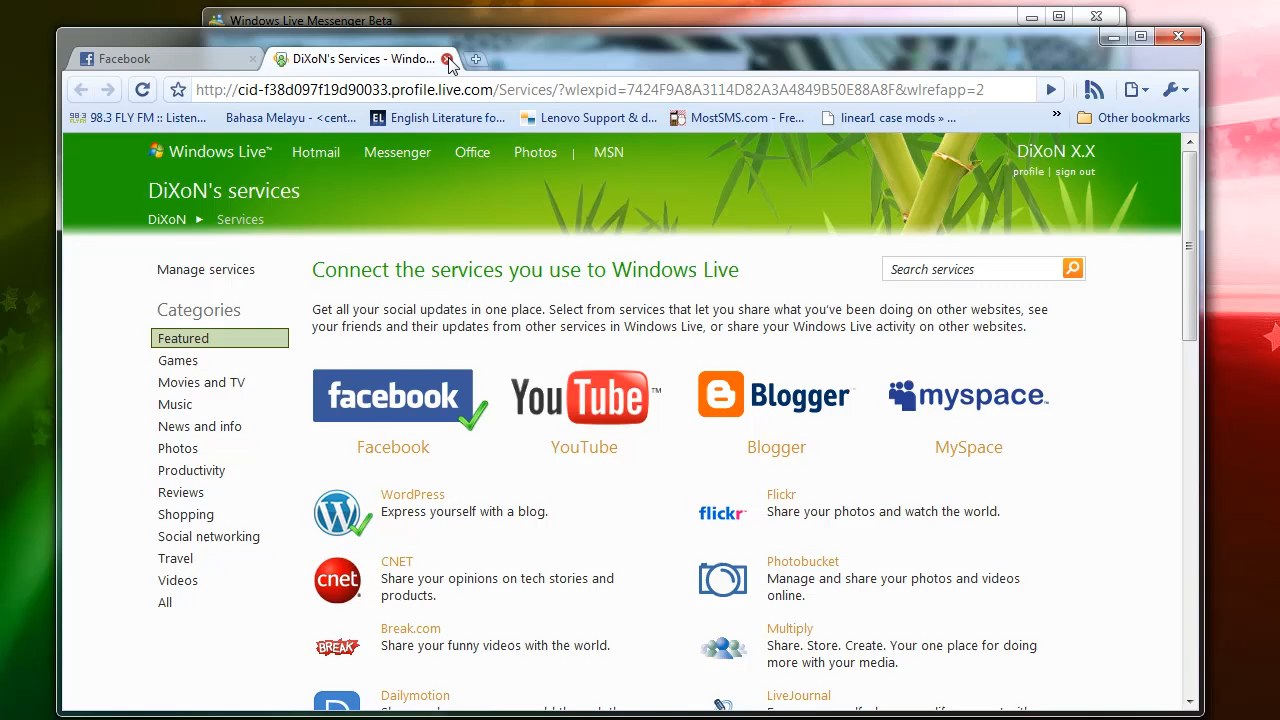 Windows Live Messenger Beta
Facebook
DiXoN's Services - Windo...
http://cid-f38d097f19d90033.profile.live.com/Services/?wlexpid=7424F9A8A3114D82A3A4849B50E88A8F&wlrefapp=2
98.3 FLY FM :: Listen...
Bahasa Melayu - <cent...
EL English Literature fo...
Lenovo Support & d...
MostSMS.com - Fre...
linear1 case mods » ...
»
Other bookmarks
Windows Live™ Hotmail Messenger Office Photos | MSN
DiXoN X.X
profile | sign out
DiXoN's services
DiXoN ► Services
Manage services
Categories
Featured
Games
Movies and TV
Music
News and info
Photos
Productivity
Reviews
Shopping
Social networking
Travel
Videos
All
Connect the services you use to Windows Live
Search services
Get all your social updates in one place. Select from services that let you share what you've been doing on other websites, see
your friends and their updates from other services in Windows Live, or share your Windows Live activity on other websites.
facebook
Facebook
YouTube™
YouTube
Blogger
Blogger
myspace
MySpace
WordPress
Express yourself with a blog.
flickr
Flickr
Share your photos and watch the world.
cnet
CNET
Share your opinions on tech stories and
products.
Photobucket
Manage and share your photos and videos
online.
BREAK
Break.com
Share your funny videos with the world.
Multiply
Share. Store. Create. Your one place for doing
more with your media.
Dailymotion
LiveJournal